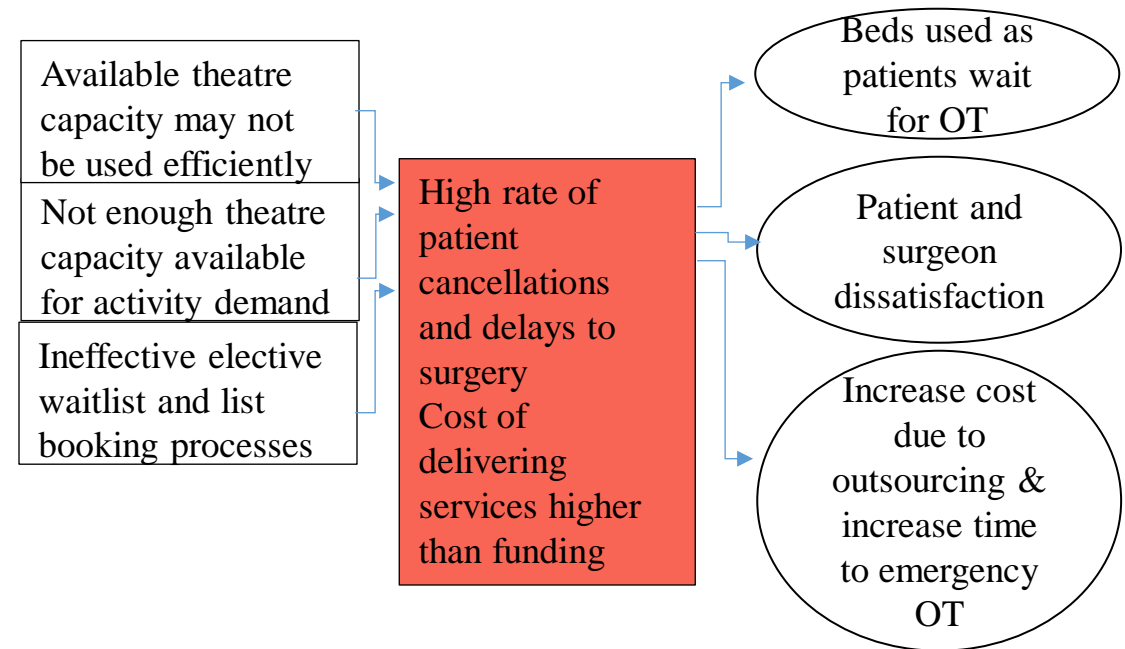 Available theatre
capacity may not
be used efficiently
Not enough theatre
capacity available
for activity demand
Ineffective elective
waitlist and list
booking processes
High rate of
patient
cancellations
and delays to
surgery
Cost of
delivering
services higher
than funding
Beds used as
patients wait
for OT
Patient and
surgeon
dissatisfaction
Increase cost
due to
outsourcing &
increase time
to emergency
OT